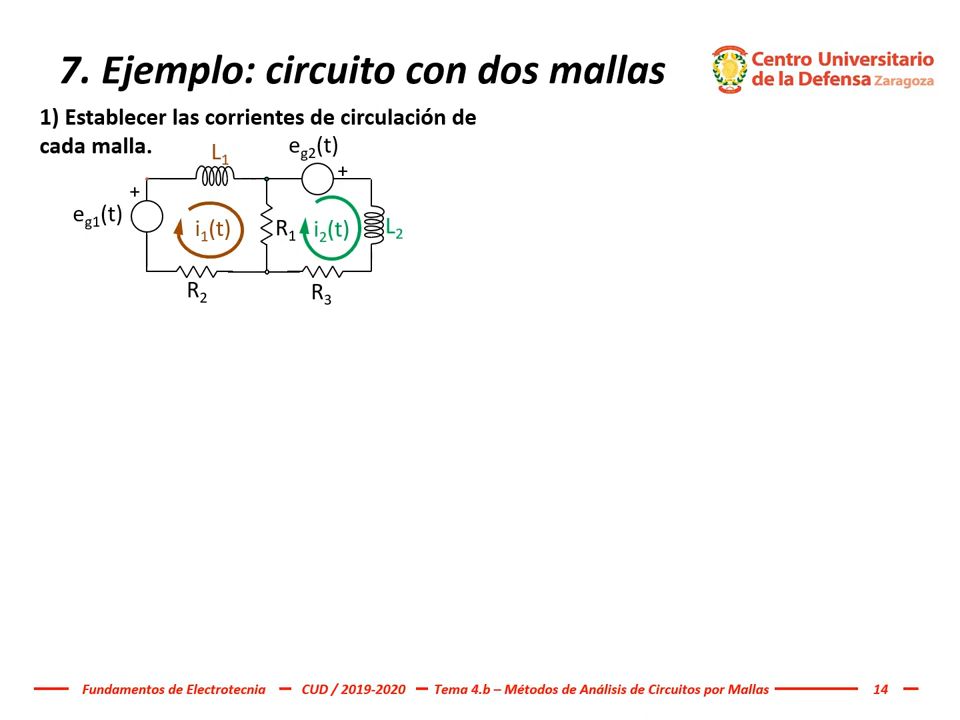 7. Ejemplo: circuito con dos mallas
Centro Universitario
de la Defensa Zaragoza
1) Establecer las corrientes de circulación de
cada malla.
L1
eg2(t)
+
+
eg1(t)
i1(t)
R1
i2(t)
L2
R2
R3
Fundamentos de Electrotecnia
CUD / 2019-2020
Tema 4.b – Métodos de Análisis de Circuitos por Mallas
14